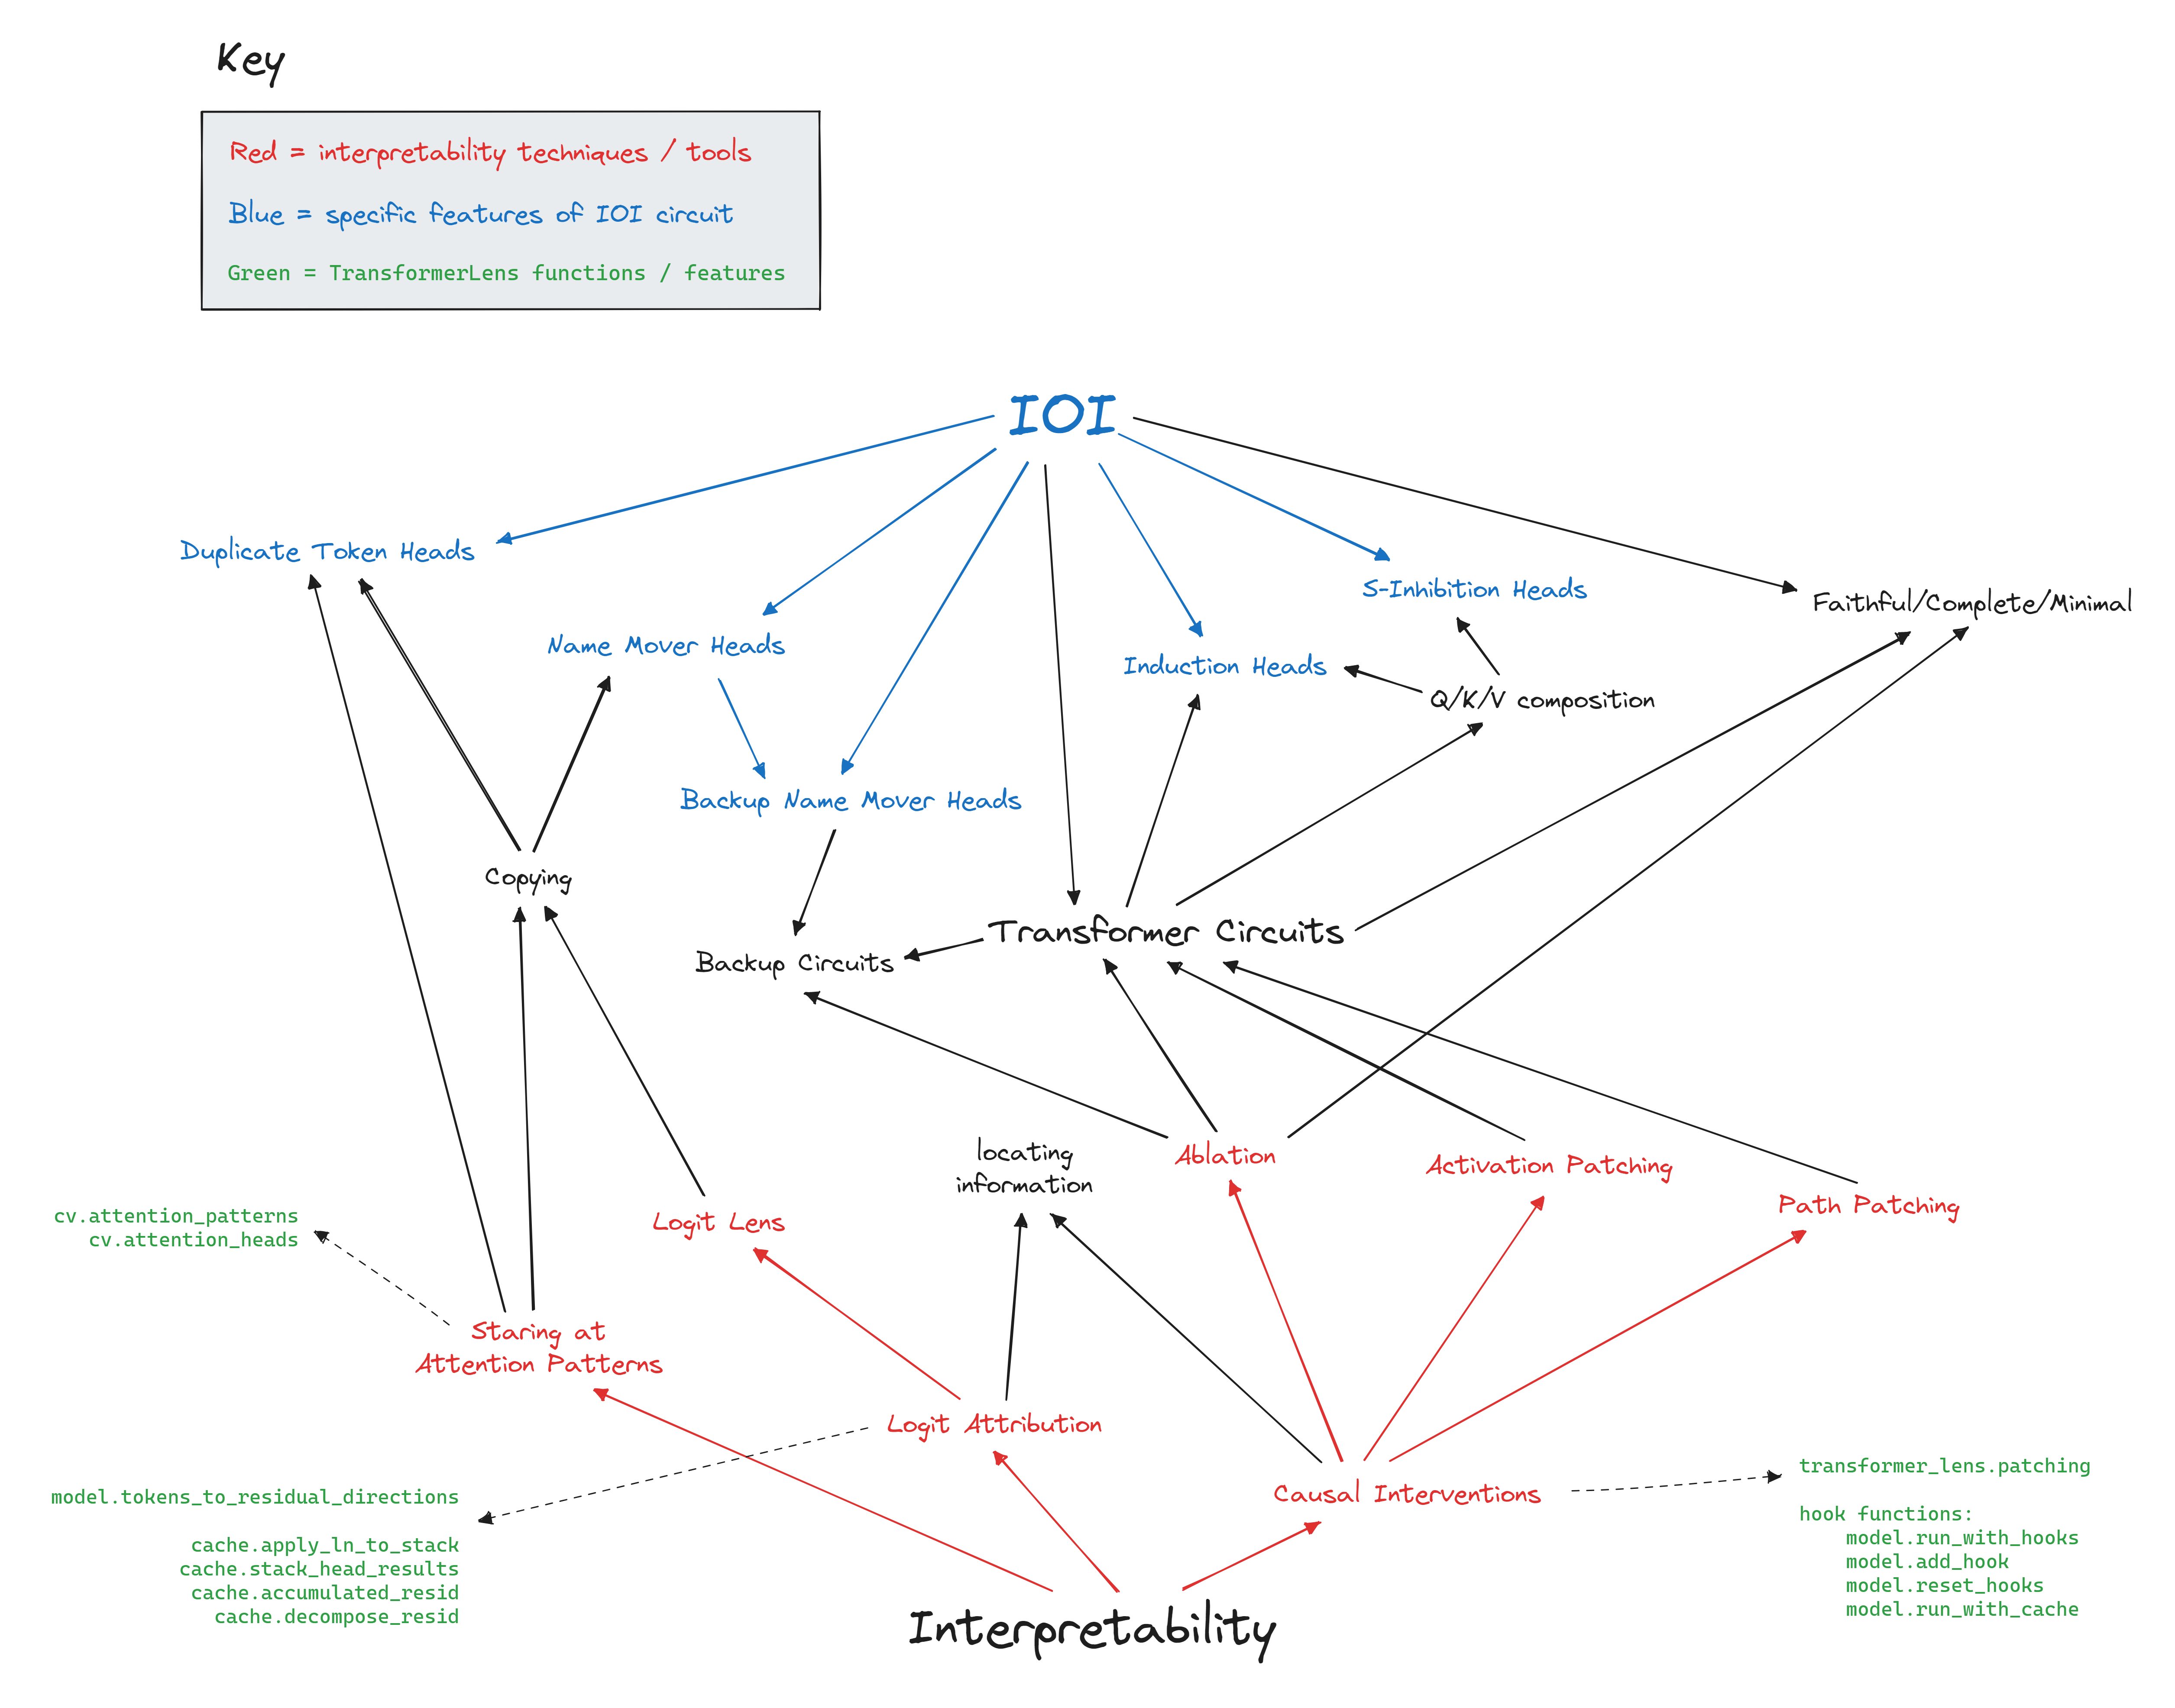 Key
Red = interpretability techniques / tools
Blue = specific features of IOI circuit
Green = TransformerLens functions / features
IOI
Duplicate Token Heads
S-Inhibition Heads
Faithful/Complete/Minimal
Name Mover Heads
Induction Heads
Q/K/V composition
Backup Name Mover Heads
Copying
Transformer Circuits
Backup Circuits
locating
information
Ablation
Activation Patching
Path Patching
cv.attention_patterns
cv.attention_heads
Logit Lens
Staring at
Attention Patterns
Logit Attribution
Causal Interventions
model.tokens_to_residual_directions
cache.apply_ln_to_stack
cache.stack_head_results
cache.accumulated_resid
cache.decompose_resid
transformer_lens.patching
hook functions:
model.run_with_hooks
model.add_hook
model.reset_hooks
model.run_with_cache
Interpretability